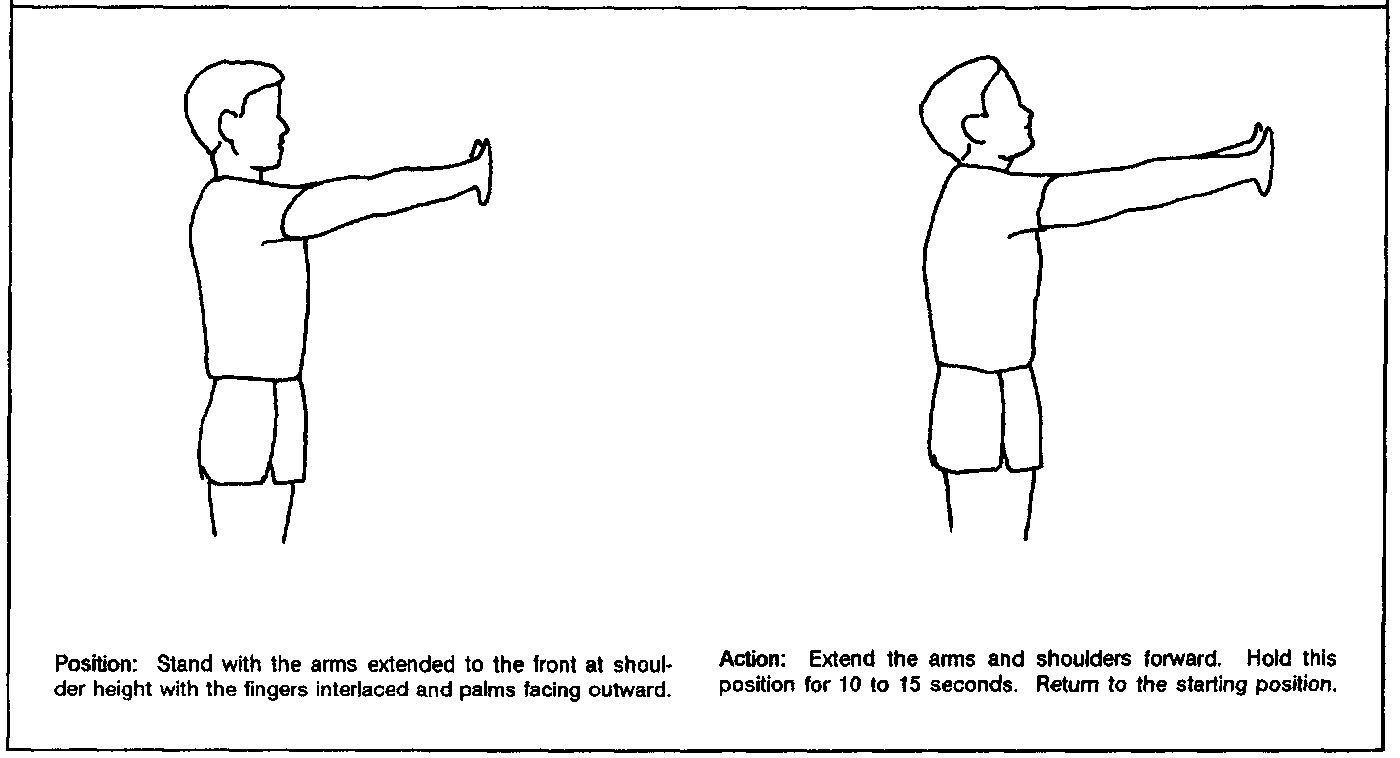 Position: Stand with the arms extended to the front at shoul-
der height with the fingers interlaced and palms facing outward.
Action: Extend the arms and shoulders forward. Hold this
position for 10 to 15 seconds. Return to the starting position.